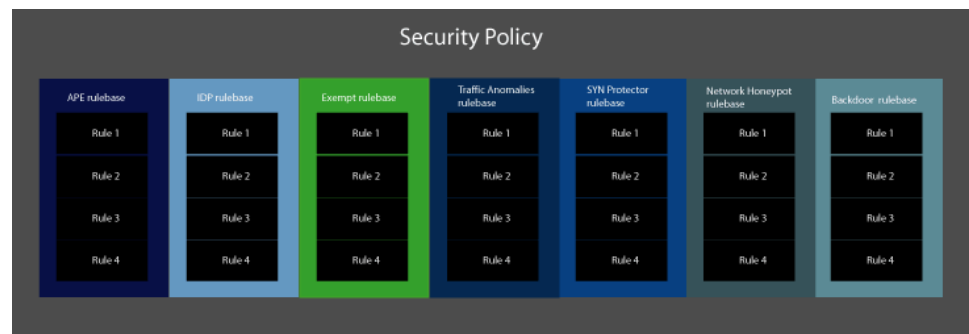 Security Policy
APE rulebase
Rule 1
Rule 2
Rule 3
Rule 4
IDP rulebase
Rule 1
Rule 2
Rule 3
Rule 4
Exempt rulebase
Rule 1
Rule 2
Rule 3
Rule 4
Traffic Anomalies
rulebase
Rule 1
Rule 2
Rule 3
Rule 4
SYN Protector
rulebase
Rule 1
Rule 2
Rule 3
Rule 4
Network Honeypot
rulebase
Rule 1
Rule 2
Rule 3
Rule 4
Backdoor rulebase
Rule 1
Rule 2
Rule 3
Rule 4